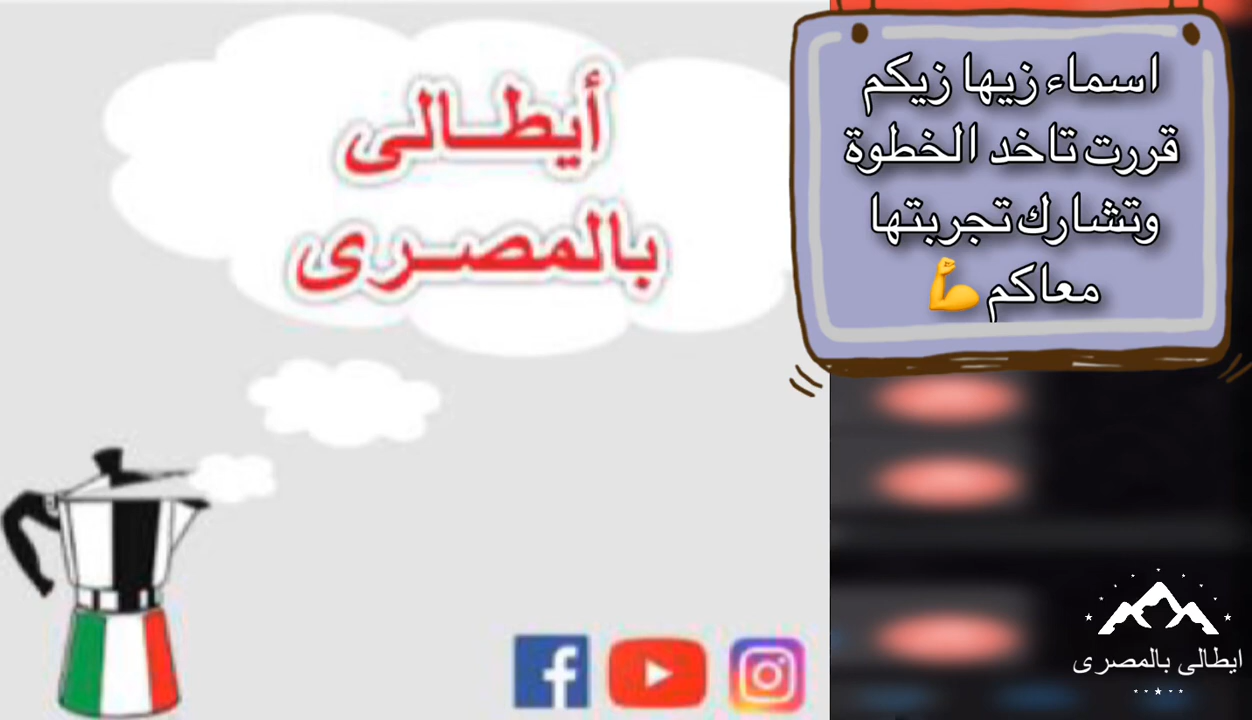 أيطالى
بالمصرى
اسماء زيها زيكم
قررت تاخد الخطوة
وتشارك تجربتها
معاكم💪
ايطالى بالمصرى